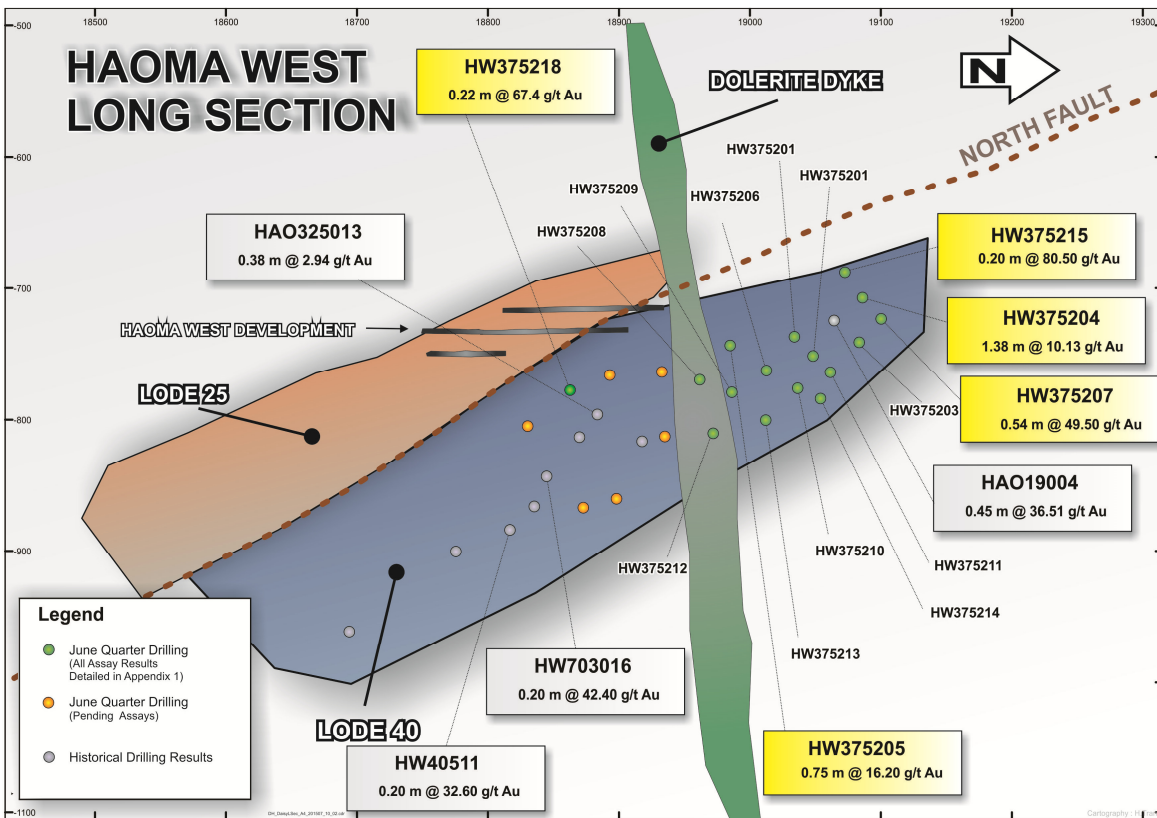 18500
18600
18700
18800
18900
19000
19100
19200
19300
-500
-600
-700
-800
-900
-1100
HAOMA WEST
LONG SECTION
HW375218
0.22 m @ 67.4 g/t Au
DOLERITE DYKE
N
NORTH FAULT
HW375201
HW375201
HW375209
HW375206
HW375208
HAO325013
0.38 m @ 2.94 g/t Au
HW375215
0.20 m @ 80.50 g/t Au
HAOMA WEST DEVELOPMENT
HW375204
1.38 m @ 10.13 g/t Au
LODE 25
HW375207
0.54 m @ 49.50 g/t Au
HW375203
HAO19004
0.45 m @ 36.51 g/t Au
HW375210
HW375211
HW375212
HW375214
HW375213
Legend
June Quarter Drilling
(All Assay Results
Detailed in Appendix 1)
June Quarter Drilling
(Pending Assays)
Historical Drilling Results
LODE 40
HW703016
0.20 m @ 42.40 g/t Au
HW40511
0.20 m @ 32.60 g/t Au
HW375205
0.75 m @ 16.20 g/t Au
Cartography : H